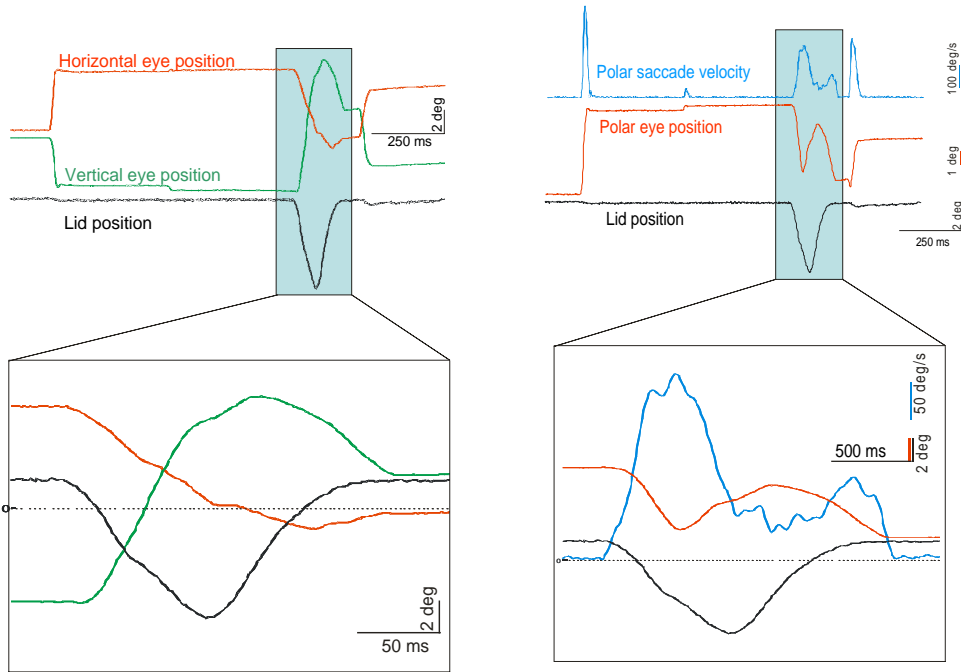 Horizontal eye position
2 deg
250 ms
Vertical eye position
Lid position
Polar saccade velocity
100 deg/s
Polar eye position
1 deg
Lid position
2 deg
250 ms
o
2 deg
50 ms
50 deg/s
500 ms
2 deg
o